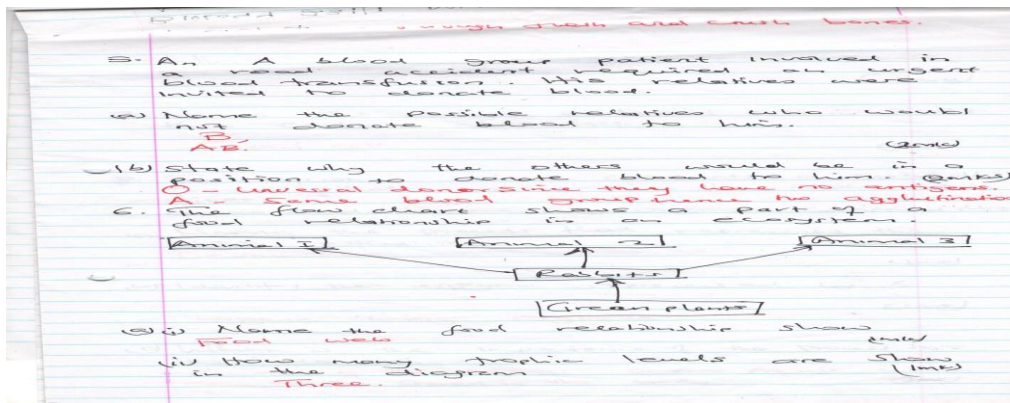 through flesh and crush bones.
5. An A blood group patient involved in
a road accident required an urgent
blood transfusion. His relatives were
invited to donate blood.
(a) Name the possible relatives who would
not donate blood to him.
B,
AB.
(2mks)
(b) State why the others would be in a
position to donate blood to him. (2mks)
O - Universal donor since they have no antigens.
A - Same blood group hence no agglutination
6. The flow chart shows a part of a
food relationship in an ecosystem
Animal I Animal 2 Animal 3
Rabbits
Green plants
(a) (i) Name the food relationship show
Food web
(ii) How many trophic levels are show
in the diagram (1mk)
Three.